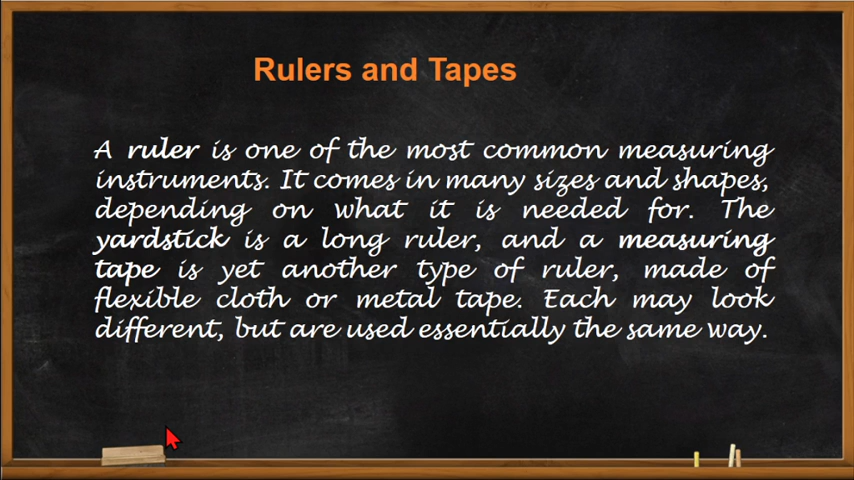 Rulers and Tapes
A ruler is one of the most common measuring
instruments. It comes in many sizes and shapes,
depending on what it is needed for. The
yardstick is a long ruler, and a measuring
tape is yet another type of ruler, made of
flexible cloth or metal tape. Each may look
different, but are used essentially the same way.